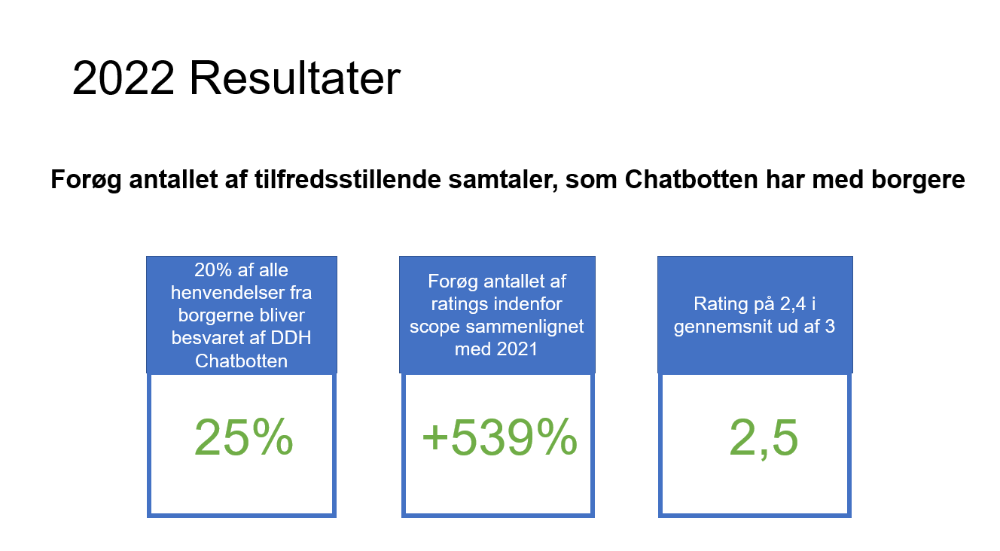 2022 Resultater
Forøg antallet af tilfredsstillende samtaler, som Chatbotten har med borgere
20% af alle
henvendelser fra
borgerne bliver
besvaret af DDH
Chatbotten
25%
Forøg antallet af
ratings indenfor
scope sammenlignet
med 2021
+539%
Rating på 2,4 i
gennemsnit ud af 3
2,5